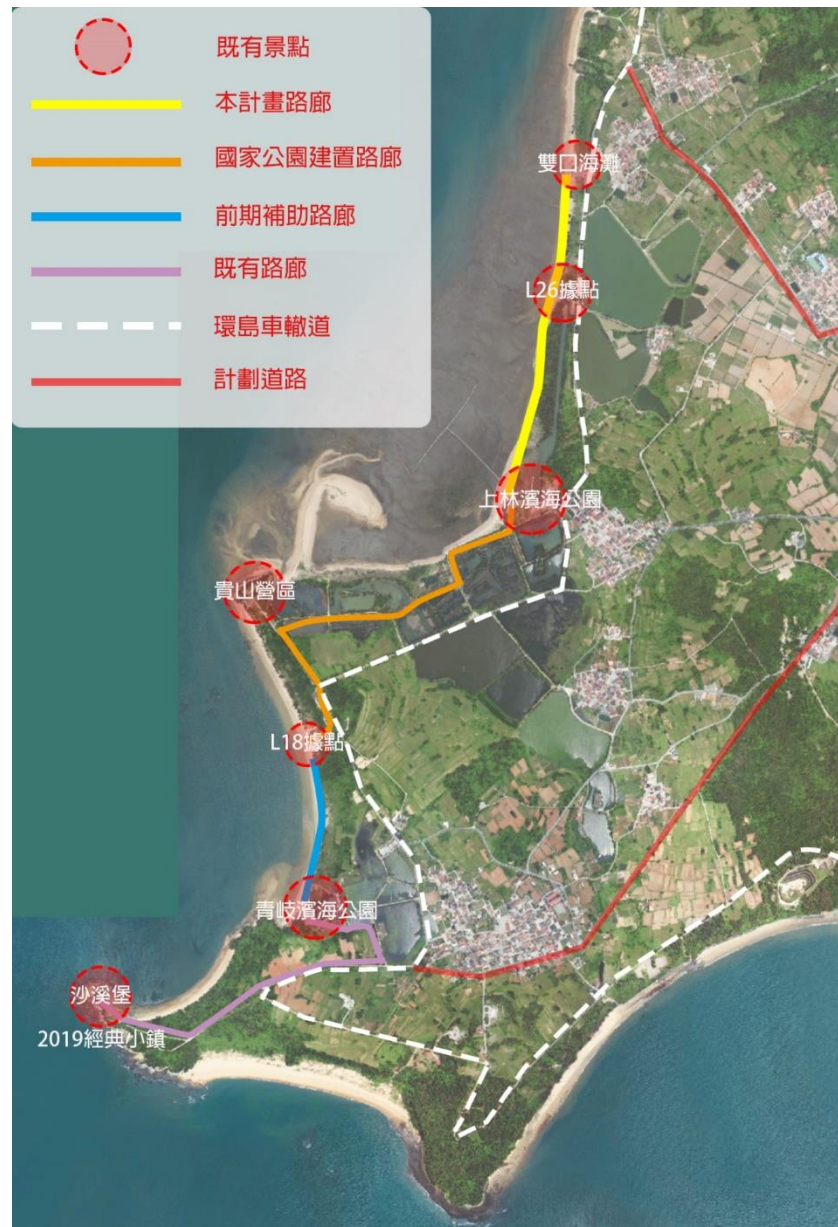 既有景點
本計畫路廊
國家公園建置路廊
前期補助路廊
既有路廊
環島車轍道
計劃道路
雙口海灘
L26據點
上林濱海公園
貴山營區
L18據點
青岐濱海公園
沙溪堡
2019經典小鎮